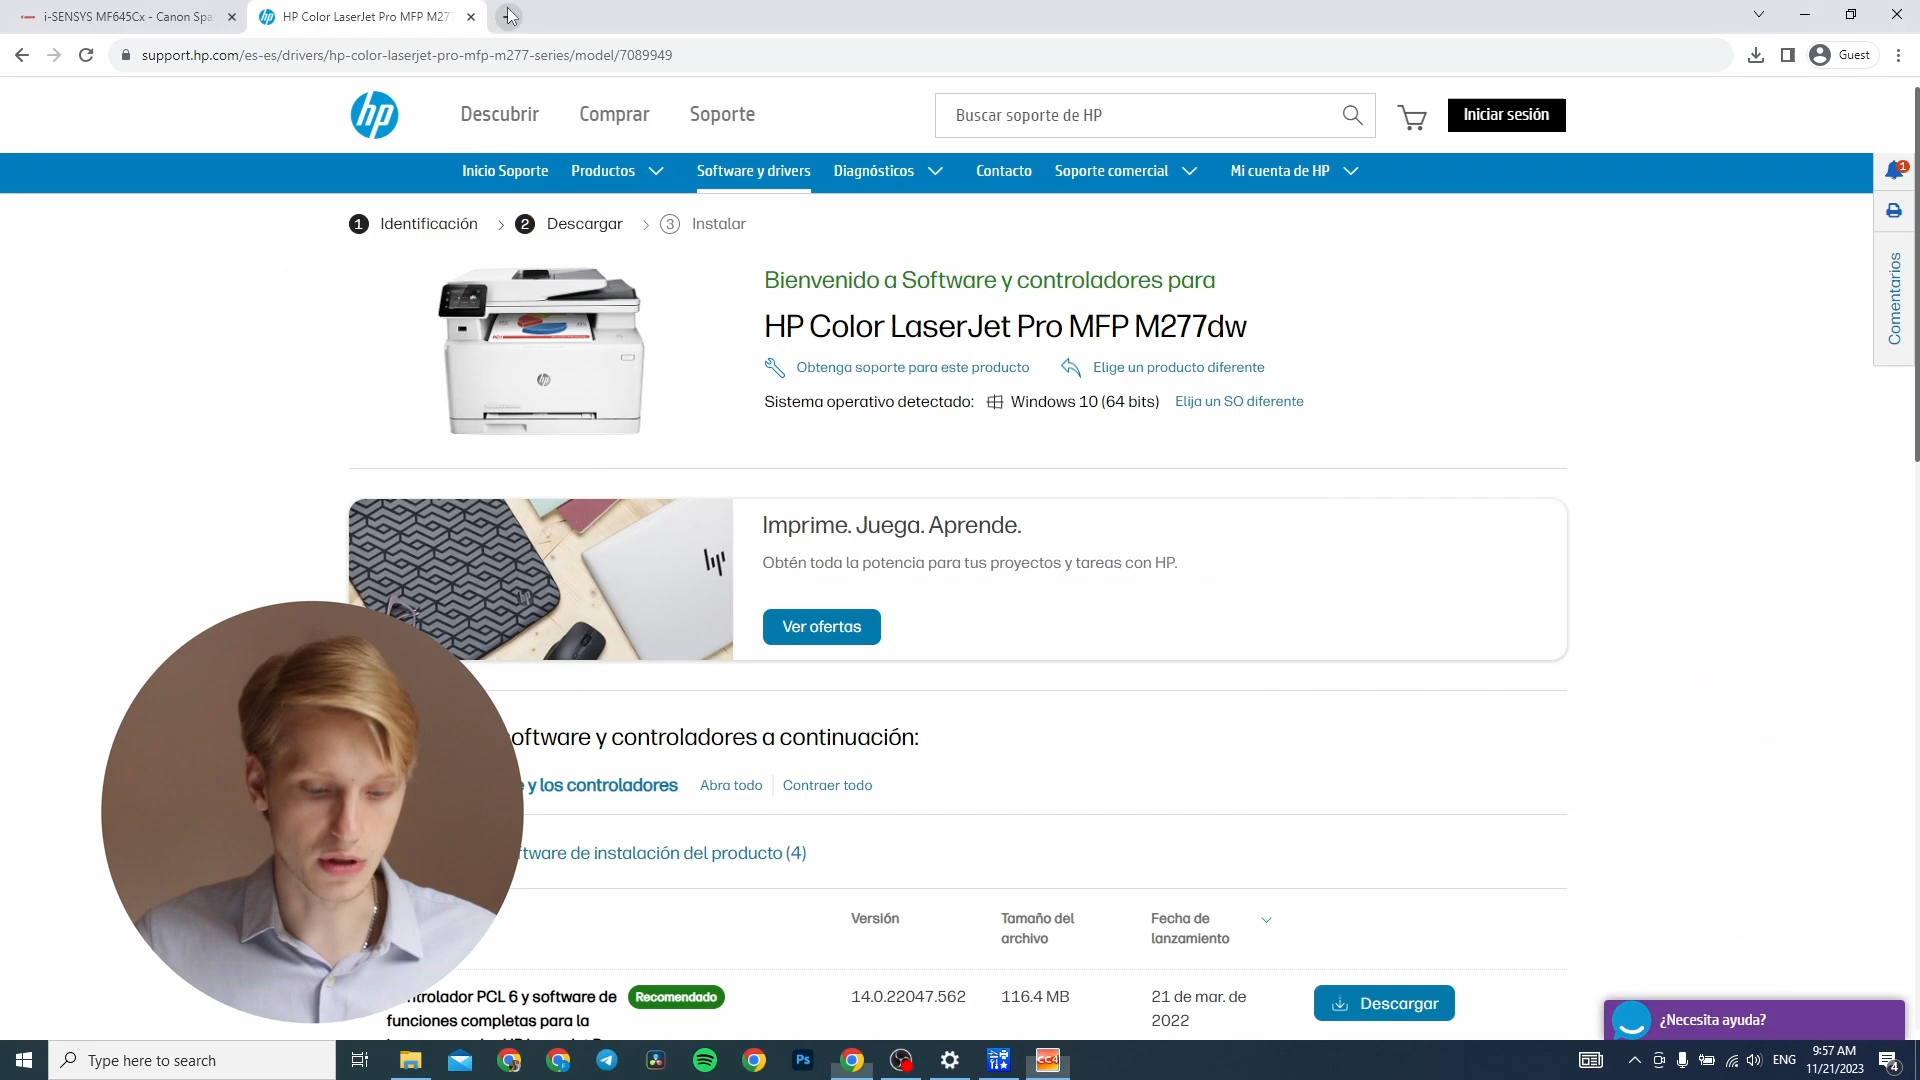 i-SENSYS MF645Cx - Canon Spa
HP Color LaserJet Pro MFP M27
support.hp.com/es-es/drivers/hp-color-laserjet-pro-mfp-m277-series/model/7089949
Guest
hp
Descubrir
Comprar
Soporte
Buscar soporte de HP
Iniciar sesión
Inicio Soporte
Productos
Software y drivers
Diagnósticos
Contacto
Soporte comercial
Mi cuenta de HP
1
1 Identificación
2 Descargar
3 Instalar
Comentarios
Bienvenido a Software y controladores para
HP Color LaserJet Pro MFP M277dw
Obtenga soporte para este producto
Elige un producto diferente
Sistema operativo detectado: Windows 10 (64 bits) Elija un SO diferente
Imprime. Juega. Aprende.
Obtén toda la potencia para tus proyectos y tareas con HP.
Ver ofertas
oftware y controladores a continuación:
y los controladores
Abra todo
Contraer todo
ftware de instalación del producto (4)
Versión
Tamaño del
archivo
Fecha de
lanzamiento
ntrolador PCL 6 y software de
funciones completas para la
Recomendado
14.0.22047.562
116.4 MB
21 de mar. de
2022
Descargar
¿Necesita ayuda?
Type here to search
Ps
CC4
ENG
9:57 AM
11/21/2023
4